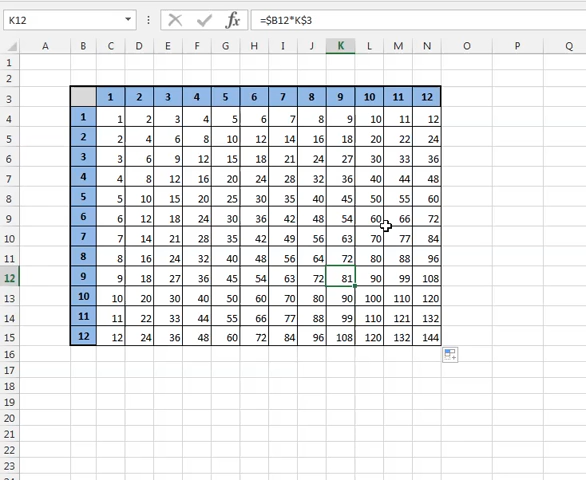 K12 fx =$B12*K$3
A B C D E F G H I J K L M N O P Q
1
2
3 1 2 3 4 5 6 7 8 9 10 11 12
4 1 1 2 3 4 5 6 7 8 9 10 11 12
5 2 2 4 6 8 10 12 14 16 18 20 22 24
6 3 3 6 9 12 15 18 21 24 27 30 33 36
7 4 4 8 12 16 20 24 28 32 36 40 44 48
8 5 5 10 15 20 25 30 35 40 45 50 55 60
9 6 6 12 18 24 30 36 42 48 54 60 66 72
10 7 7 14 21 28 35 42 49 56 63 70 77 84
11 8 8 16 24 32 40 48 56 64 72 80 88 96
12 9 9 18 27 36 45 54 63 72 81 90 99 108
13 10 10 20 30 40 50 60 70 80 90 100 110 120
14 11 11 22 33 44 55 66 77 88 99 110 121 132
15 12 12 24 36 48 60 72 84 96 108 120 132 144
16
17
18
19
20
21
22
23